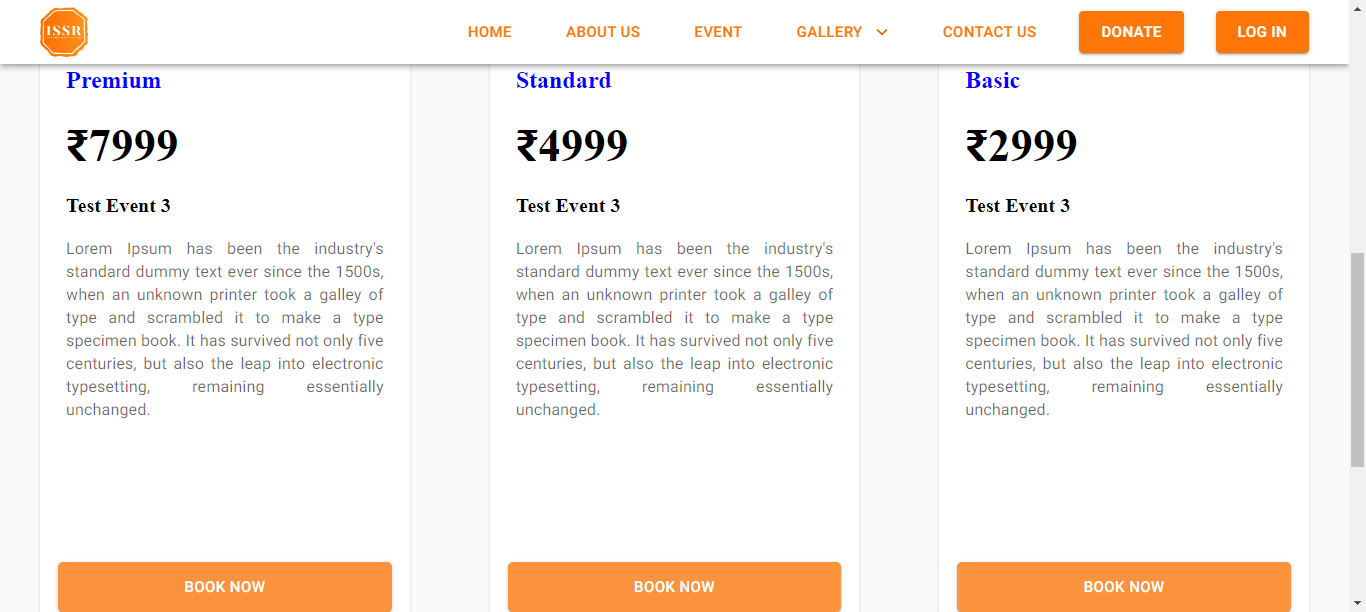 ISSR
HOME ABOUT US EVENT GALLERY CONTACT US DONATE LOG IN
Premium
₹7999
Test Event 3
Lorem Ipsum has been the industry's
standard dummy text ever since the 1500s,
when an unknown printer took a galley of
type and scrambled it to make a type
specimen book. It has survived not only five
centuries, but also the leap into electronic
typesetting, remaining essentially
unchanged.
BOOK NOW
Standard
₹4999
Test Event 3
Lorem Ipsum has been the industry's
standard dummy text ever since the 1500s,
when an unknown printer took a galley of
type and scrambled it to make a type
specimen book. It has survived not only five
centuries, but also the leap into electronic
typesetting, remaining essentially
unchanged.
BOOK NOW
Basic
₹2999
Test Event 3
Lorem Ipsum has been the industry's
standard dummy text ever since the 1500s,
when an unknown printer took a galley of
type and scrambled it to make a type
specimen book. It has survived not only five
centuries, but also the leap into electronic
typesetting, remaining essentially
unchanged.
BOOK NOW